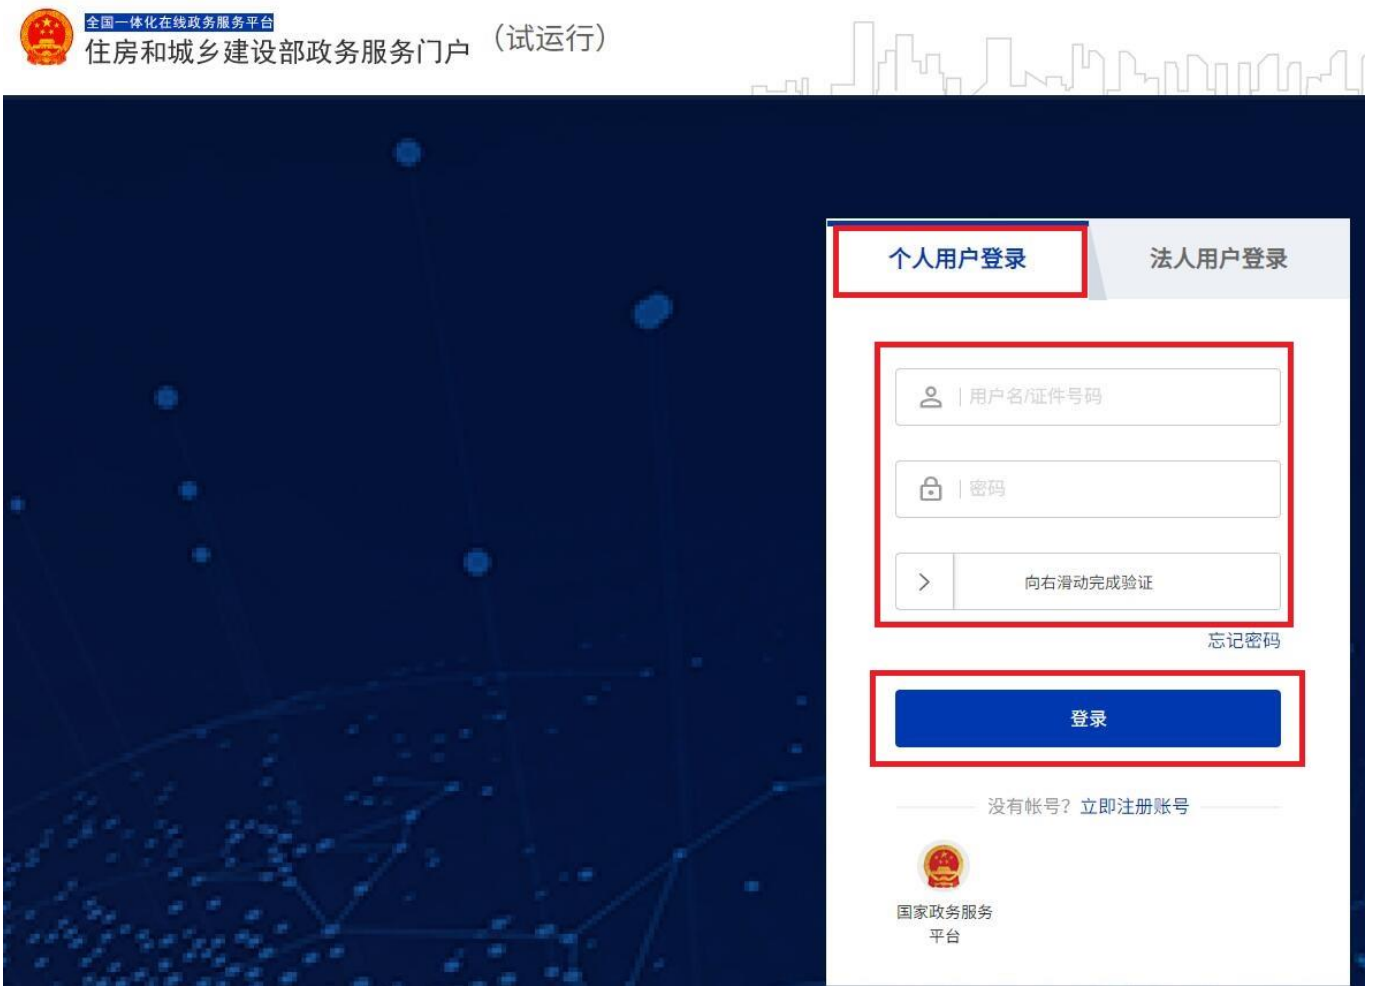 全国一体化在线政务服务平台
住房和城乡建设部政务服务门户（试运行）
个人用户登录 法人用户登录
用户名/证件号码
密码
向右滑动完成验证
忘记密码
登录
没有帐号？立即注册账号
国家政务服务
平台